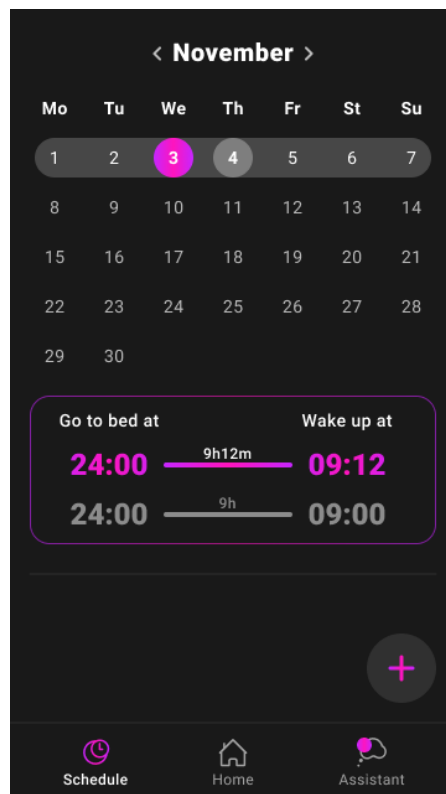 < November >
Mo Tu We Th Fr St Su
1 2 3 4 5 6 7
8 9 10 11 12 13 14
15 16 17 18 19 20 21
22 23 24 25 26 27 28
29 30
Go to bed at Wake up at
24:00 9h12m 09:12
24:00 9h 09:00
+
Schedule Home Assistant